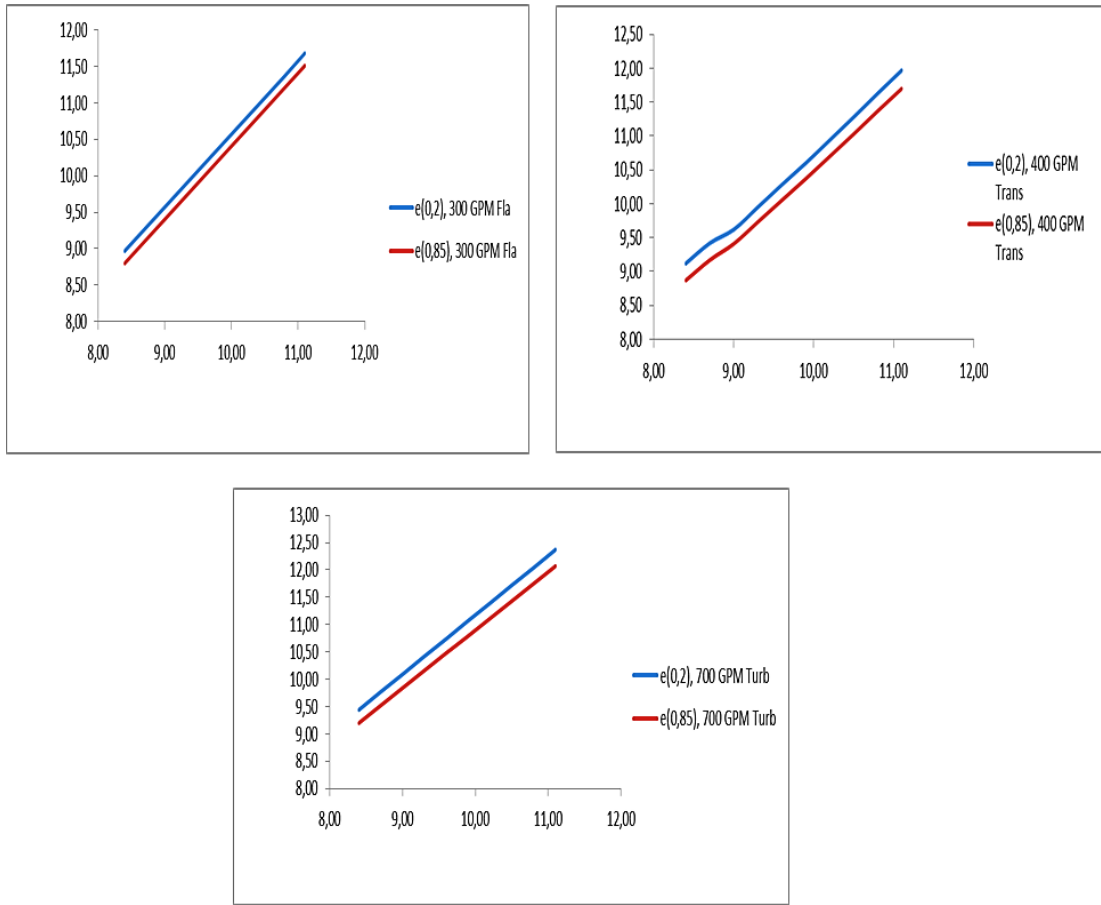 12,00
11,50
11,00
10,50
10,00
9,50
9,00
8,50
8,00
8,00 9,00 10,00 11,00 12,00
e(0,2), 300 GPM Fla
e(0,85), 300 GPM Fla
12,50
12,00
11,50
11,00
10,50
10,00
9,50
9,00
8,50
8,00
8,00 9,00 10,00 11,00 12,00
e(0,2), 400 GPM
Trans
e(0,85), 400 GPM
Trans
13,00
12,50
12,00
11,50
11,00
10,50
10,00
9,50
9,00
8,50
8,00
8,00 9,00 10,00 11,00 12,00
e(0,2), 700 GPM Turb
e(0,85), 700 GPM Turb